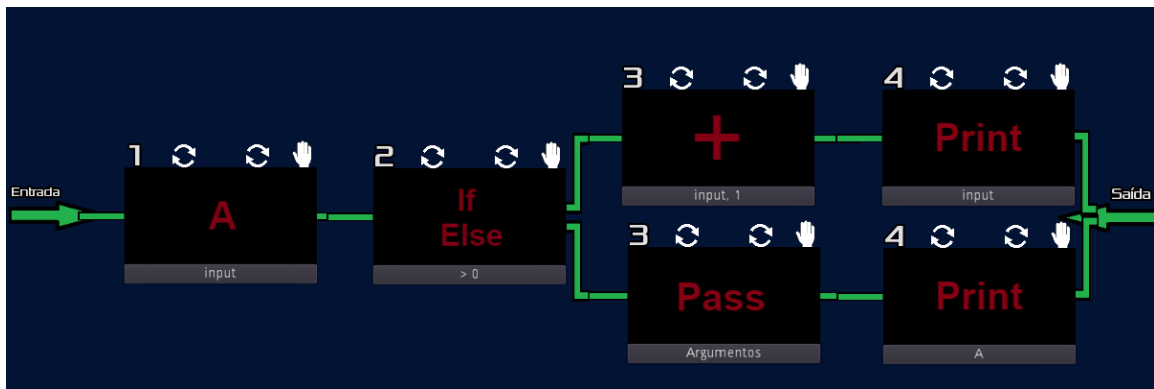 Entrada
1
A
input
2
If
Else
> 0
3
+
input, 1
4
Print
input
3
Pass
Argumentos
4
Print
A
Saída